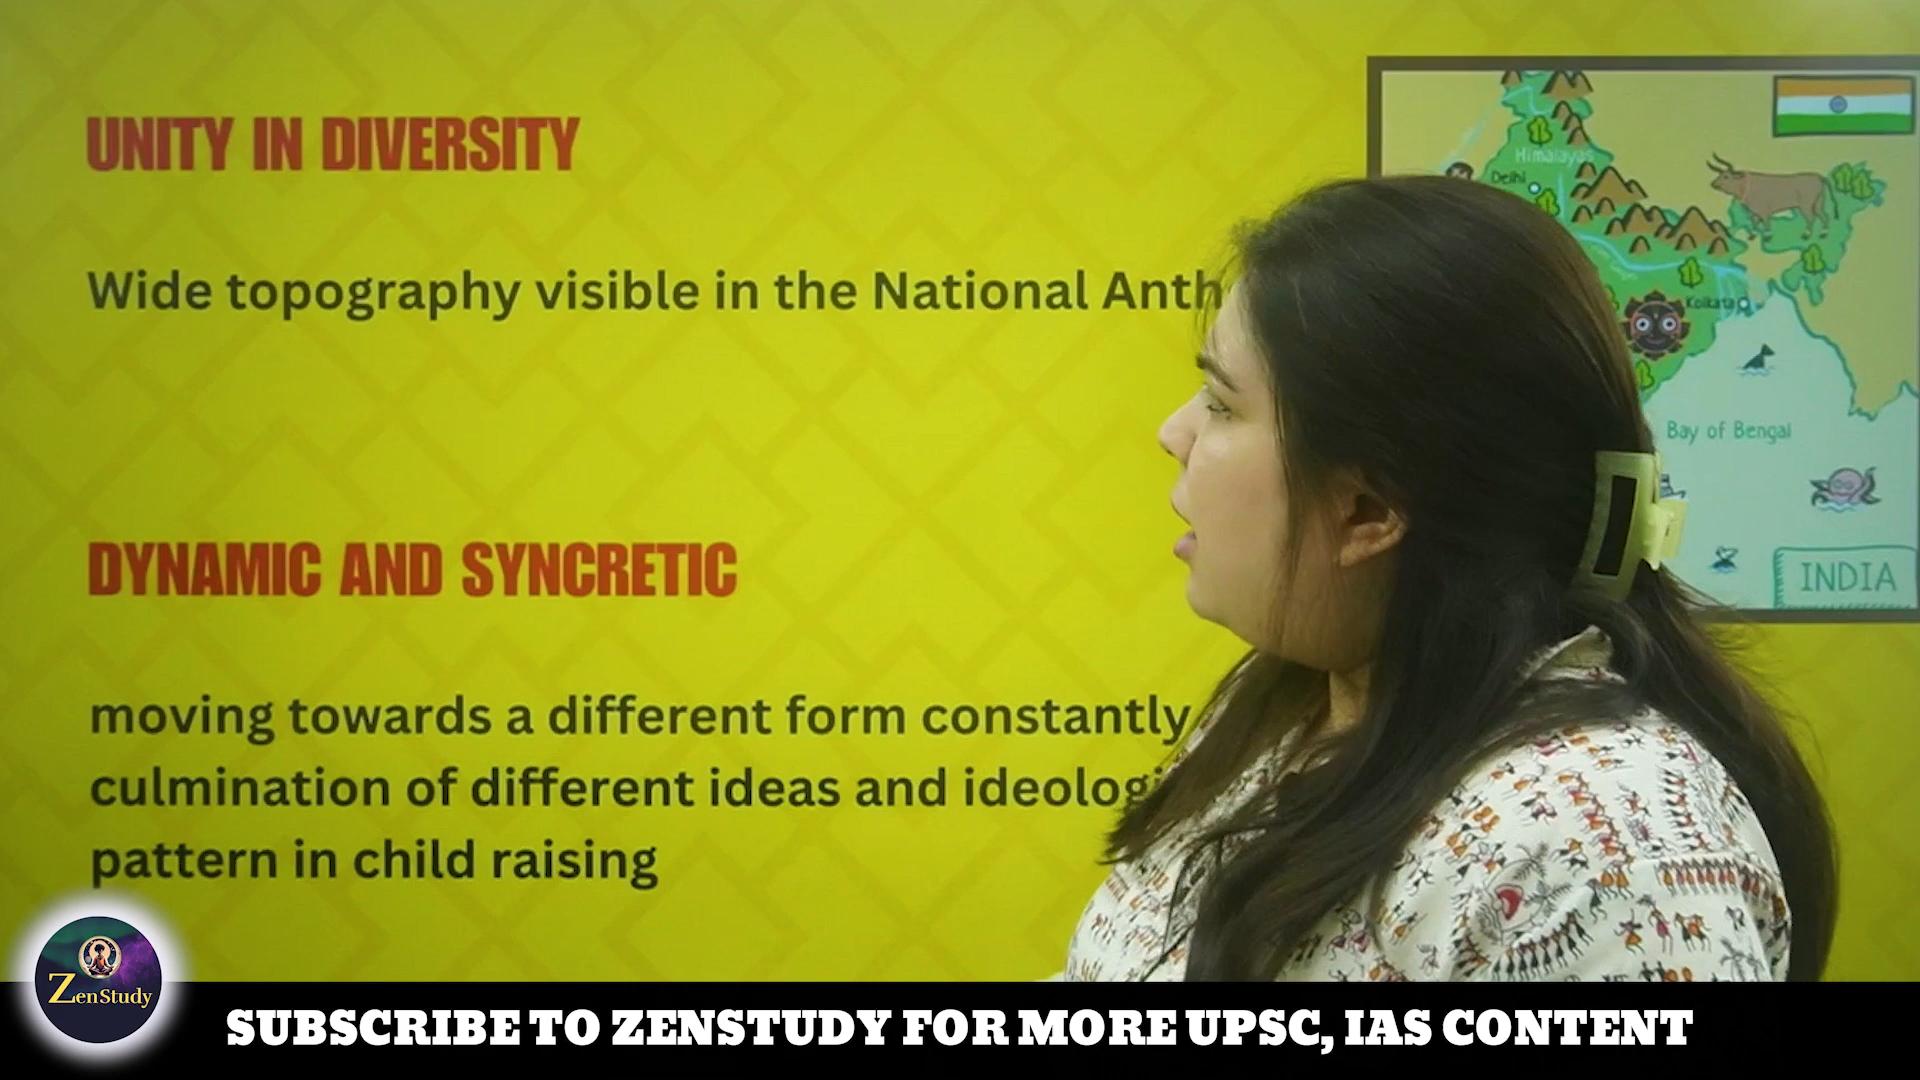 UNITY IN DIVERSITY
Wide topography visible in the National
DYNAMIC AND SYNCRETIC
moving towards a different form constantly
culmination of different ideas and
pattern in child raising
Himalayas
Delhi
Kolkata
Bay of Bengal
INDIA
ZenStudy
SUBSCRIBE TO ZENSTUDY FOR MORE UPSC, IAS CONTENT